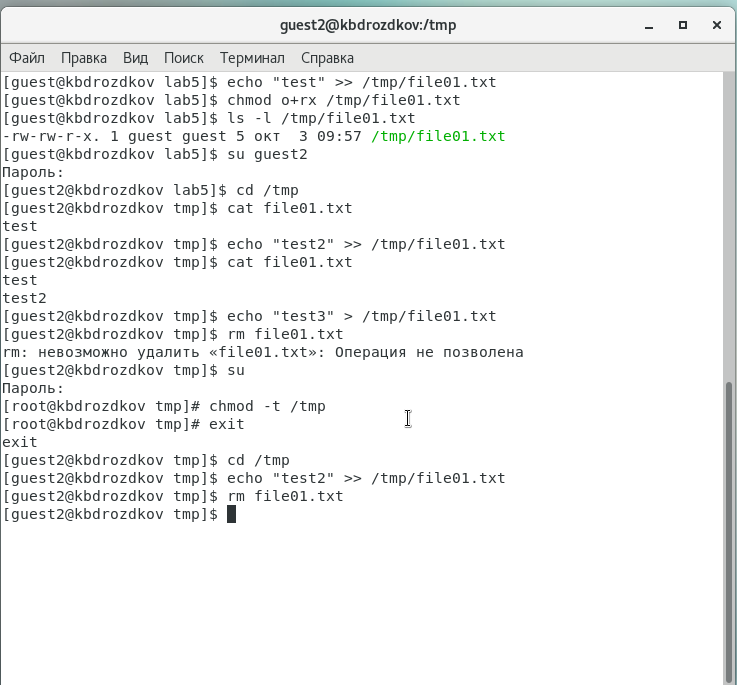 guest2@kbdrozdkov:/tmp
Файл Правка Вид Поиск Терминал Справка
[guest@kbdrozdkov lab5]$ echo "test" >> /tmp/file01.txt
[guest@kbdrozdkov lab5]$ chmod o+rx /tmp/file01.txt
[guest@kbdrozdkov lab5]$ ls -l /tmp/file01.txt
-rw-rw-r-x. 1 guest guest 5 окт  3 09:57 /tmp/file01.txt
[guest@kbdrozdkov lab5]$ su guest2
Пароль:
[guest2@kbdrozdkov lab5]$ cd /tmp
[guest2@kbdrozdkov tmp]$ cat file01.txt
test
[guest2@kbdrozdkov tmp]$ echo "test2" >> /tmp/file01.txt
[guest2@kbdrozdkov tmp]$ cat file01.txt
test
test2
[guest2@kbdrozdkov tmp]$ echo "test3" > /tmp/file01.txt
[guest2@kbdrozdkov tmp]$ rm file01.txt
rm: невозможно удалить «file01.txt»: Операция не позволена
[guest2@kbdrozdkov tmp]$ su
Пароль:
[root@kbdrozdkov tmp]# chmod -t /tmp
[root@kbdrozdkov tmp]# exit
exit
[guest2@kbdrozdkov tmp]$ cd /tmp
[guest2@kbdrozdkov tmp]$ echo "test2" >> /tmp/file01.txt
[guest2@kbdrozdkov tmp]$ rm file01.txt
[guest2@kbdrozdkov tmp]$